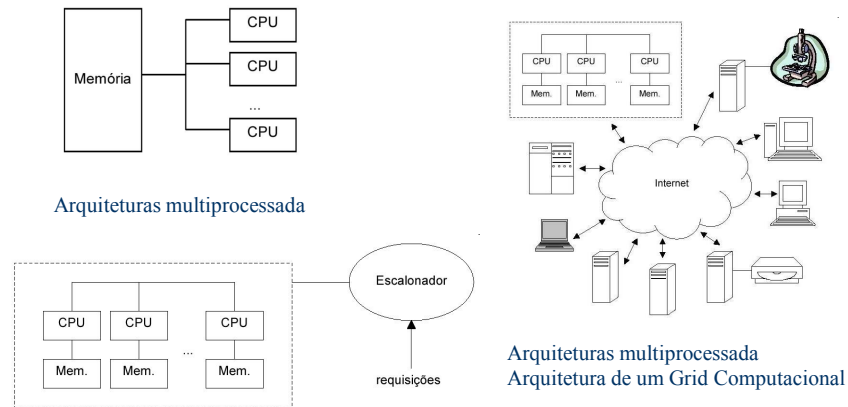 Memória
CPU
CPU
...
CPU
Arquiteturas multiprocessada
CPU CPU CPU
Mem. Mem. ... Mem.
Internet
Arquiteturas multiprocessada
Arquitetura de um Grid Computacional
Escalonador
CPU CPU CPU
...
Mem. Mem. Mem.
requisições